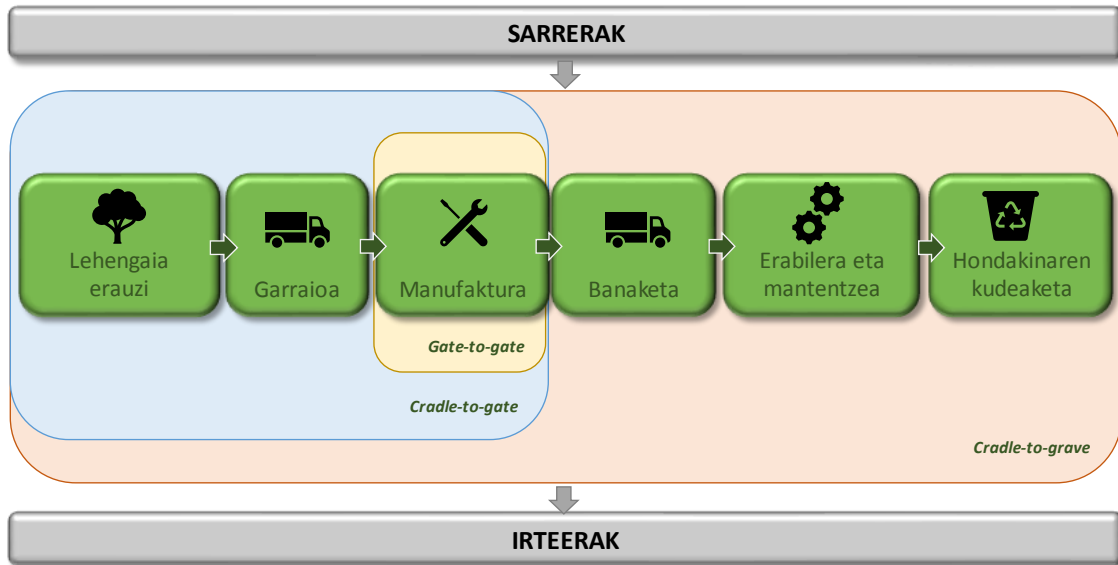 SARRERAK
Lehengaia
erauzi
Garraioa
Manufaktura
Banaketa
Erabilera eta
mantentzea
Hondakinaren
kudeaketa
Gate-to-gate
Cradle-to-gate
Cradle-to-grave
IRTEERAK